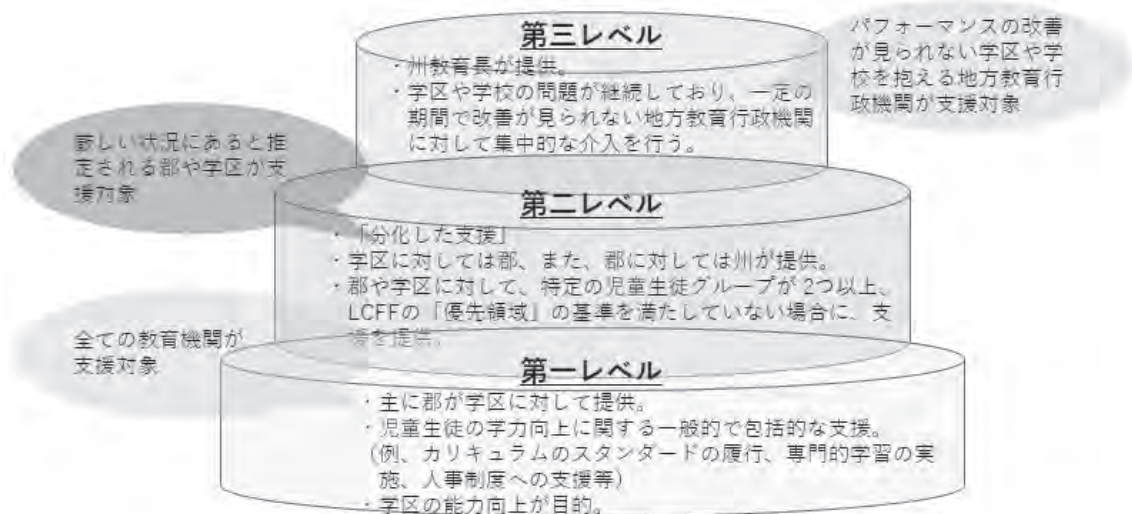 第三レベル
・州教育長が提供。
・学区や学校の問題が継続しており、一定の
期間で改善が見られない地方教育行政機関
に対して集中的な介入を行う。
パフォーマンスの改善
が見られない学区や学
校を抱える地方教育行
政機関が支援対象
厳しい状況にあると推
定される郡や学区が支
援対象
第二レベル
・「分化した支援」
・学区に対しては郡、また、郡に対しては州が提供。
・郡や学区に対して、特定の児童生徒グループが2つ以上、
LCFFの「優先領域」の基準を満たしていない場合に、支
援を提供。
全ての教育機関が
支援対象
第一レベル
・主に郡が学区に対して提供。
・児童生徒の学力向上に関する一般的で包括的な支援。
（例、カリキュラムのスタンダードの履行、専門的学習の実
施、人事制度への支援等）
・学区の能力向上が目的。